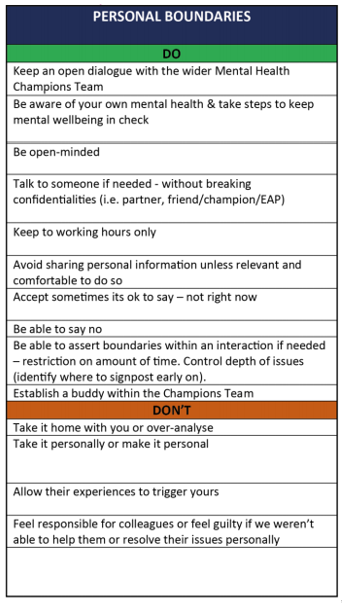 PERSONAL BOUNDARIES
DO
Keep an open dialogue with the wider Mental Health
Champions Team
Be aware of your own mental health & take steps to keep
mental wellbeing in check
Be open-minded
Talk to someone if needed - without breaking
confidentialities (i.e. partner, friend/champion/EAP)
Keep to working hours only
Avoid sharing personal information unless relevant and
comfortable to do so
Accept sometimes its ok to say – not right now
Be able to say no
Be able to assert boundaries within an interaction if needed
– restriction on amount of time. Control depth of issues
(identify where to signpost early on).
Establish a buddy within the Champions Team
DON'T
Take it home with you or over-analyse
Take it personally or make it personal
Allow their experiences to trigger yours
Feel responsible for colleagues or feel guilty if we weren't
able to help them or resolve their issues personally